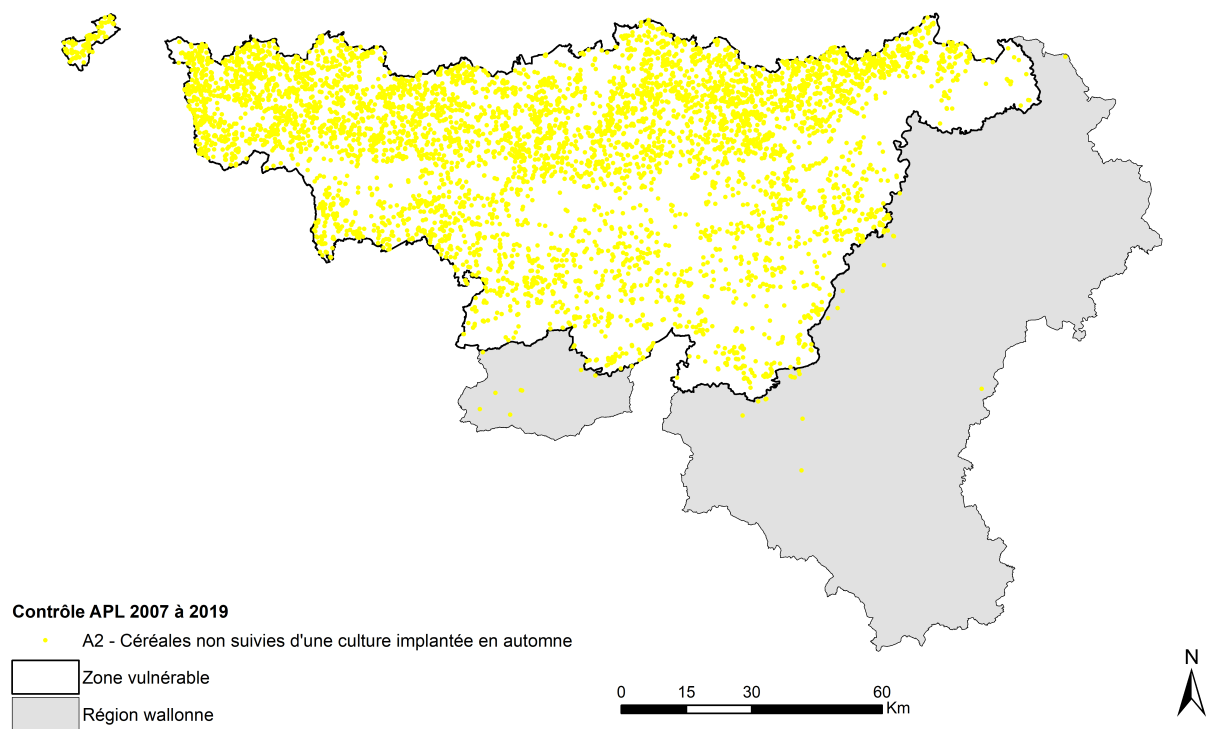 Contrôle APL 2007 à 2019
A2 - Céréales non suivies d'une culture implantée en automne
Zone vulnérable
Région wallonne
0 15 30 60
Km
N